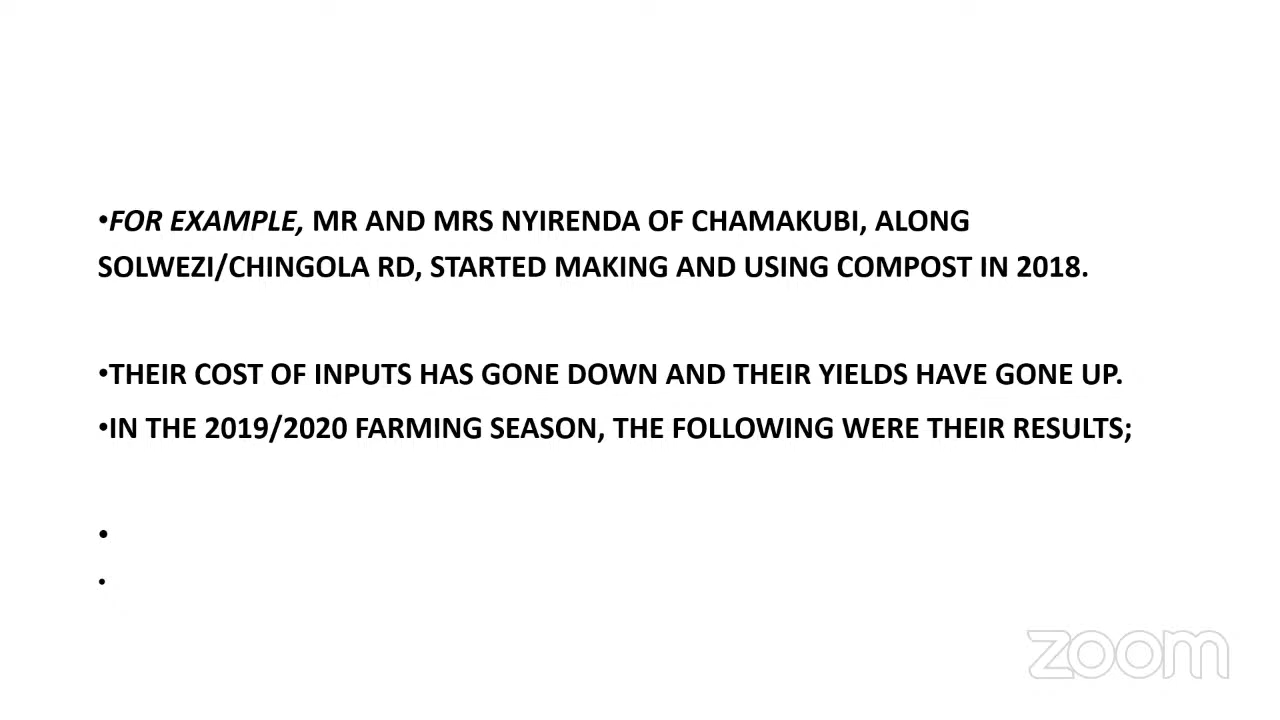 •FOR EXAMPLE, MR AND MRS NYIRENDA OF CHAMAKUBI, ALONG
SOLWEZI/CHINGOLA RD, STARTED MAKING AND USING COMPOST IN 2018.
•THEIR COST OF INPUTS HAS GONE DOWN AND THEIR YIELDS HAVE GONE UP.
•IN THE 2019/2020 FARMING SEASON, THE FOLLOWING WERE THEIR RESULTS;
•
•
zoom